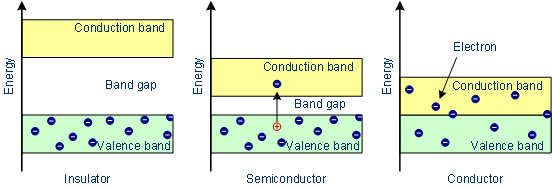 Energy
Conduction band
Band gap
Valence band
Insulator
Energy
Conduction band
Band gap
Valence band
Semiconductor
Energy
Electron
Conduction band
Valence band
Conductor